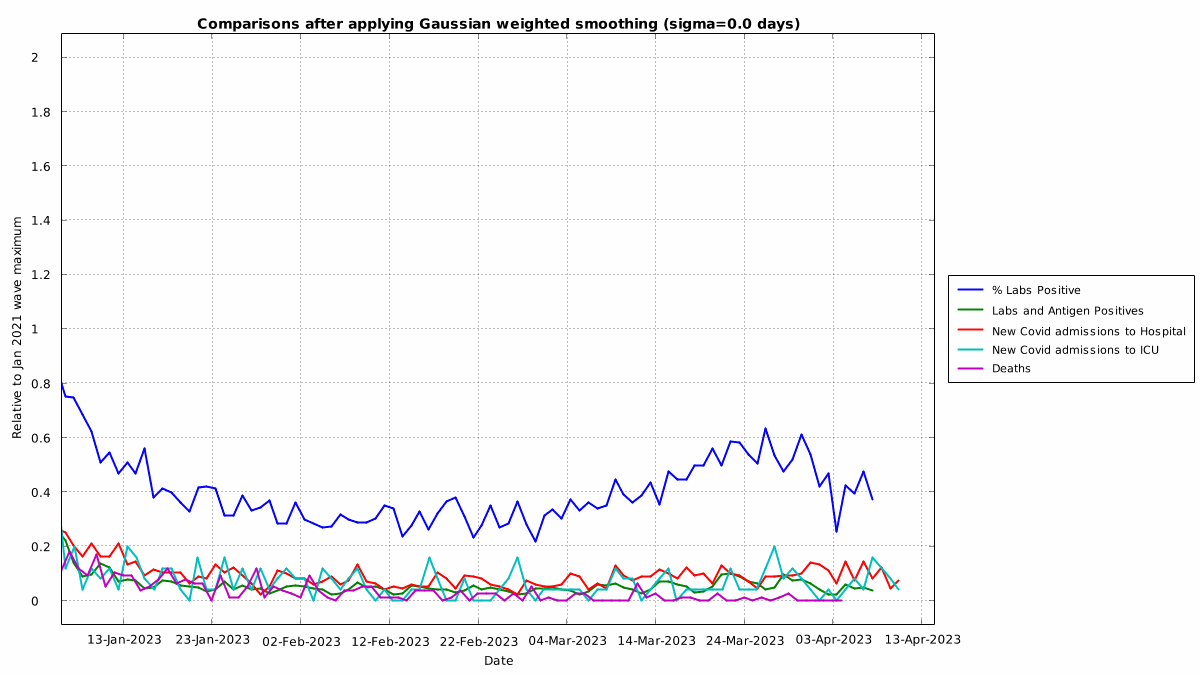 Comparisons after applying Gaussian weighted smoothing (sigma=0.0 days)
2
1.8
1.6
1.4
1.2
1
0.8
0.6
0.4
0.2
0
Relative to Jan 2021 wave maximum
% Labs Positive
Labs and Antigen Positives
New Covid admissions to Hospital
New Covid admissions to ICU
Deaths
13-Jan-2023 23-Jan-2023 02-Feb-2023 12-Feb-2023 22-Feb-2023 04-Mar-2023 14-Mar-2023 24-Mar-2023 03-Apr-2023 13-Apr-2023
Date